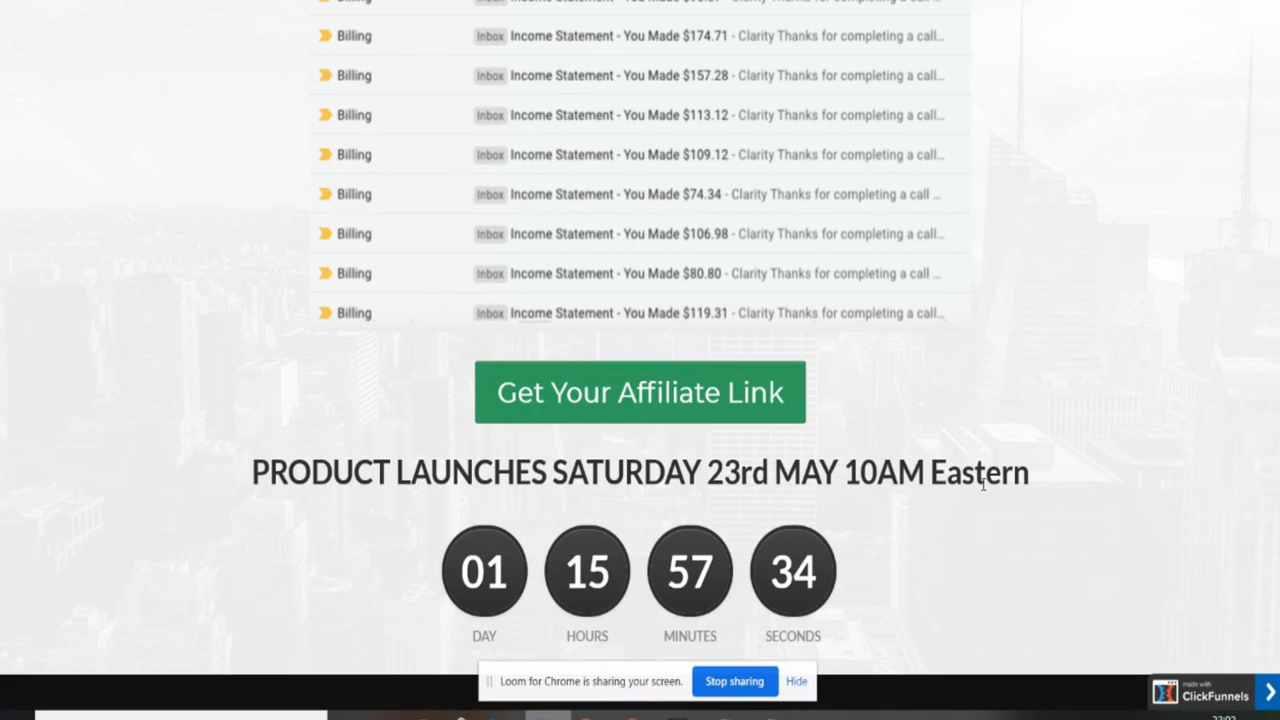 Billing Inbox Income Statement - You Made
Billing Inbox Income Statement - You Made $174.71 - Clarity Thanks for completing a call...
Billing Inbox Income Statement - You Made $157.28 - Clarity Thanks for completing a call...
Billing Inbox Income Statement - You Made $113.12 - Clarity Thanks for completing a call...
Billing Inbox Income Statement - You Made $109.12 - Clarity Thanks for completing a call...
Billing Inbox Income Statement - You Made $74.34 - Clarity Thanks for completing a call ...
Billing Inbox Income Statement - You Made $106.98 - Clarity Thanks for completing a call...
Billing Inbox Income Statement - You Made $80.80 - Clarity Thanks for completing a call ...
Billing Inbox Income Statement - You Made $119.31 - Clarity Thanks for completing a call...
Get Your Affiliate Link
PRODUCT LAUNCHES SATURDAY 23rd MAY 10AM Eastern
01 15 57 34
DAY HOURS MINUTES SECONDS
Loom for Chrome is sharing your screen. Stop sharing Hide
made with
ClickFunnels